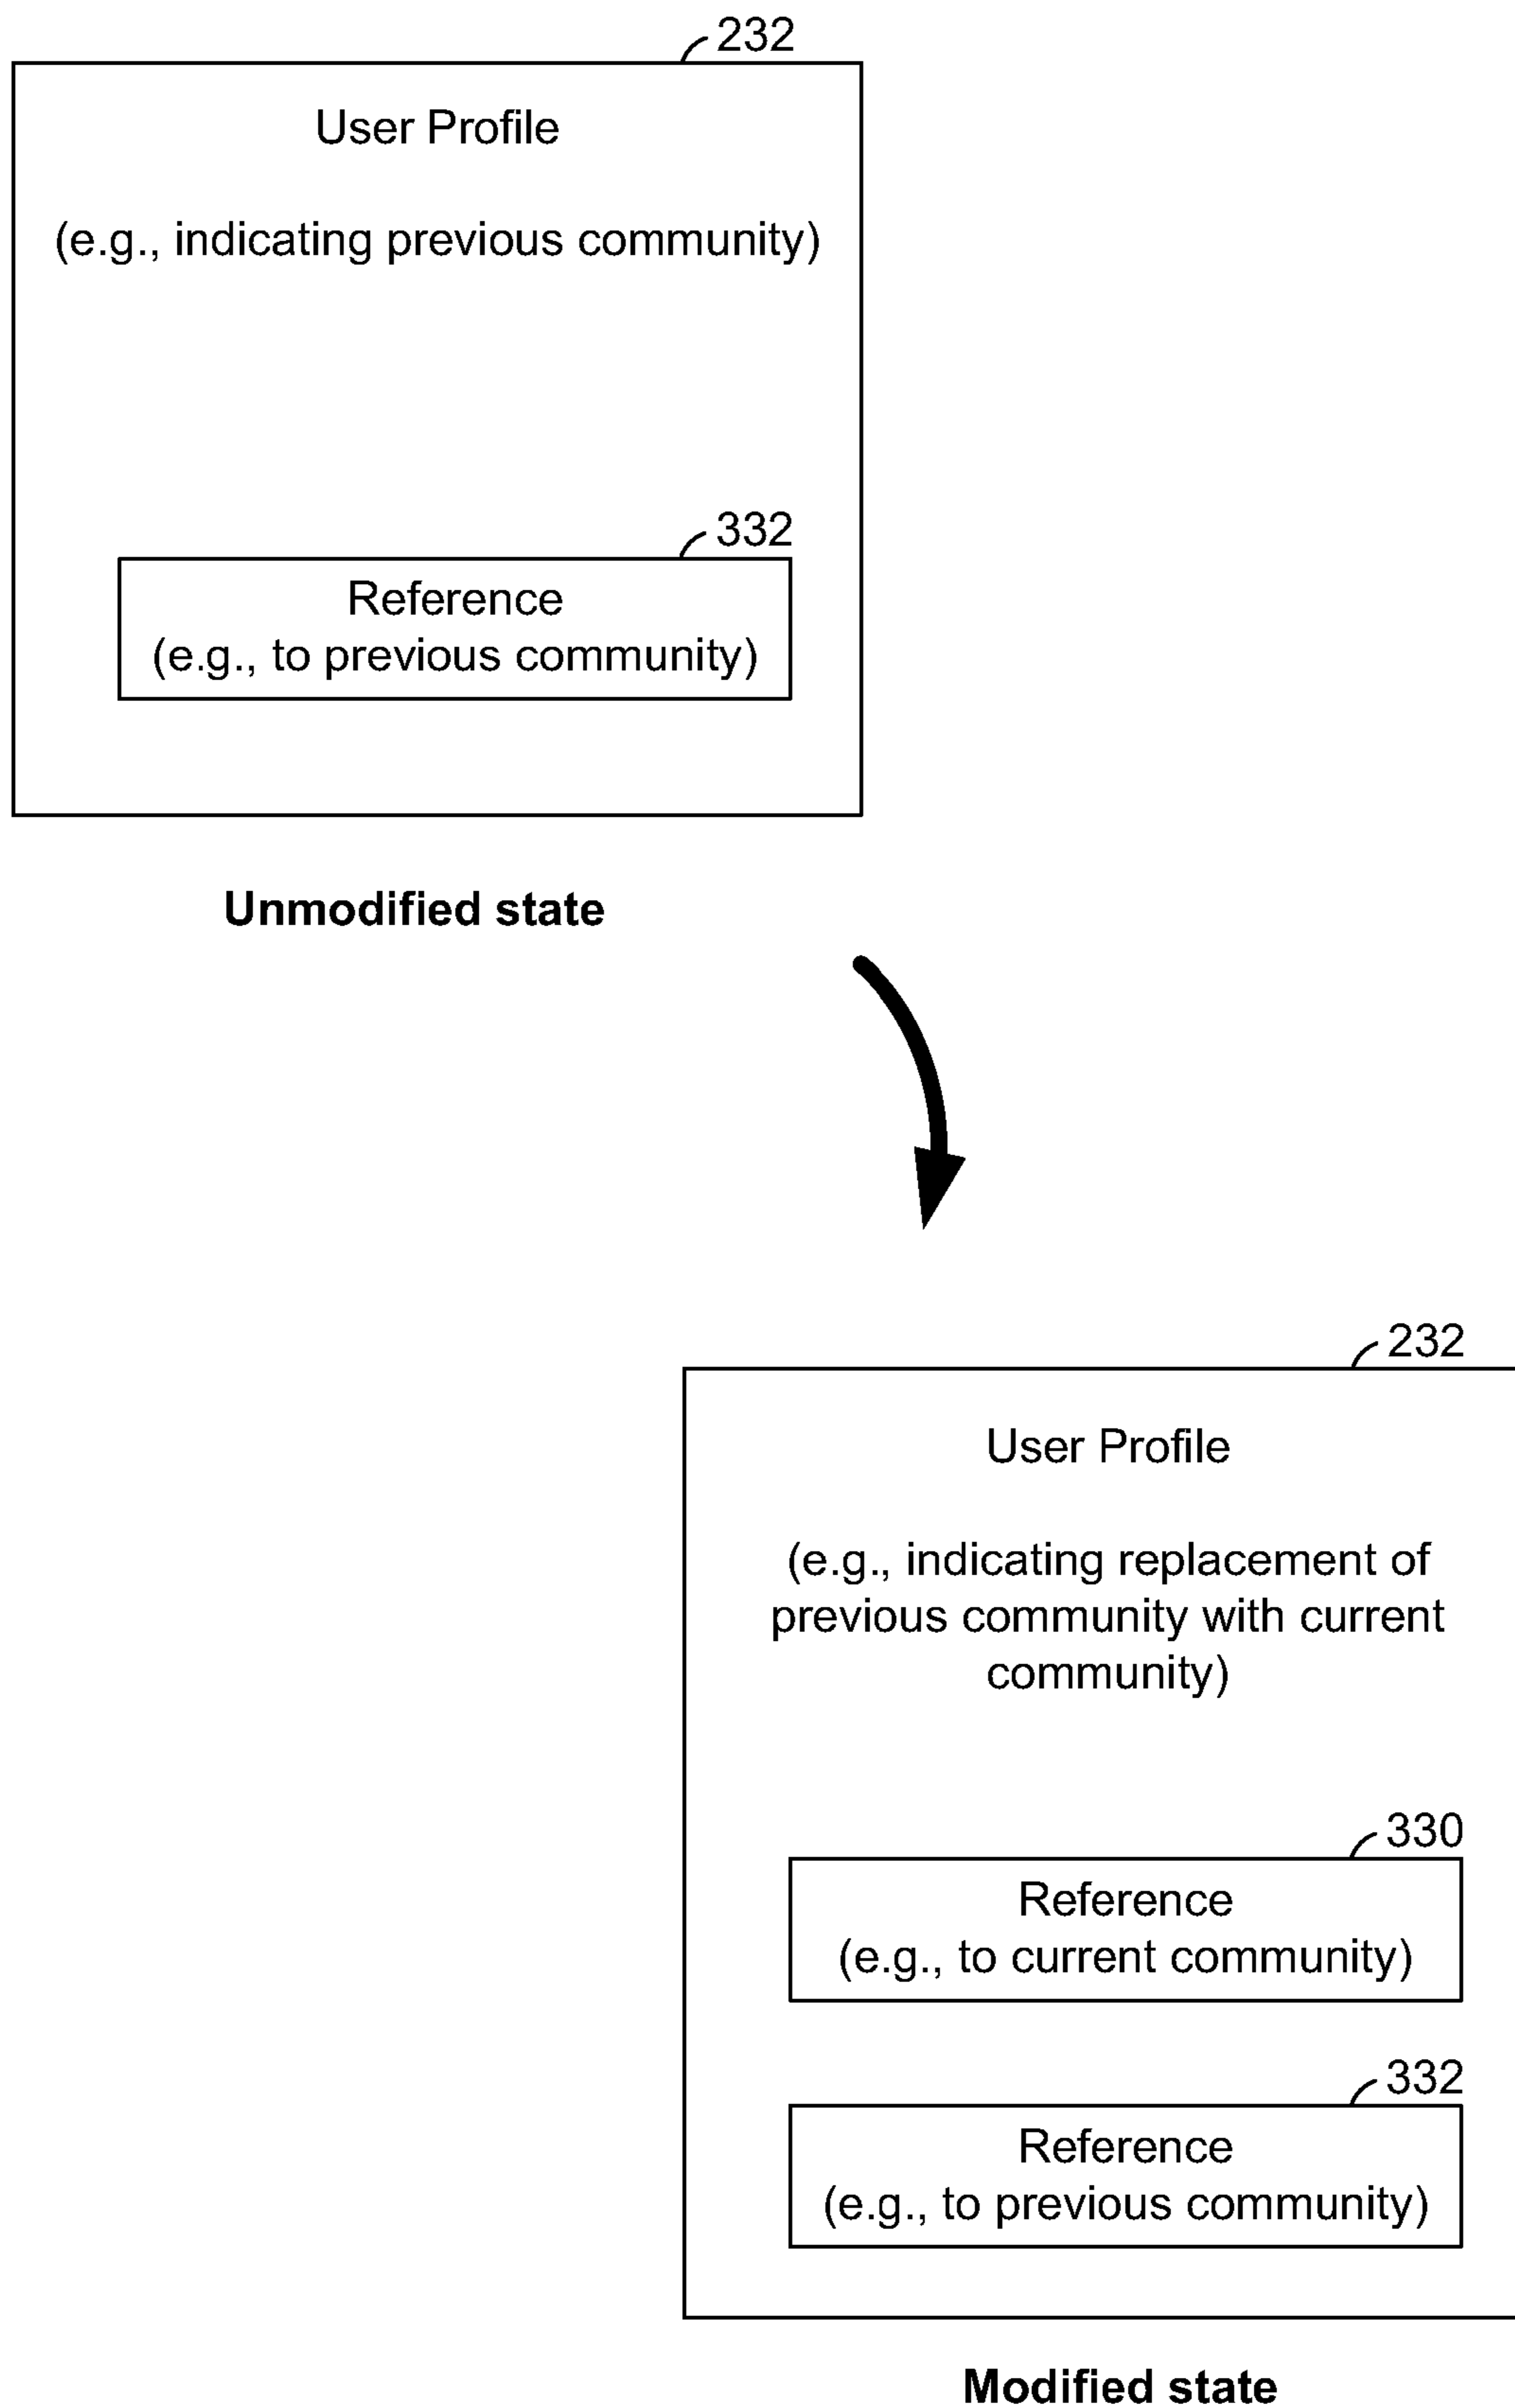 232
User Profile
(e.g., indicating previous community)
332
Reference
(e.g., to previous community)
Unmodified state
232
User Profile
(e.g., indicating replacement of
previous community with current
community)
330
Reference
(e.g., to current community)
332
Reference
(e.g., to previous community)
Modified state